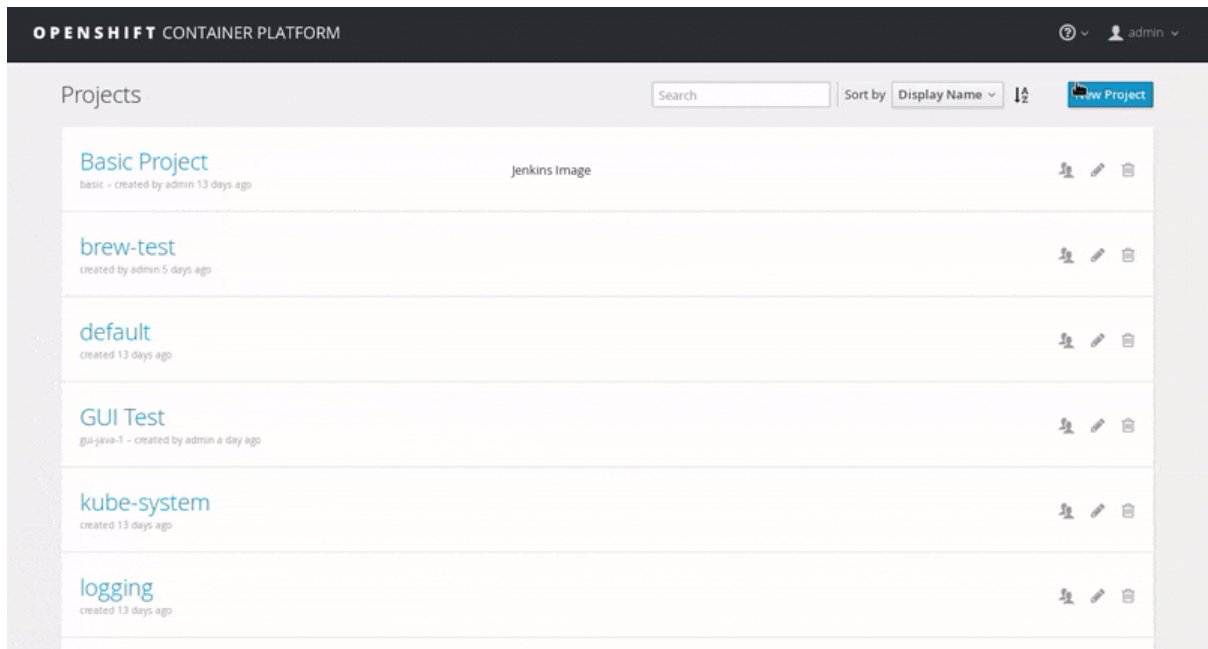 OPENSHIFT CONTAINER PLATFORM
admin
Projects
Search
Sort by
Display Name
New Project
Basic Project
basic – created by admin 13 days ago
Jenkins Image
brew-test
created by admin 5 days ago
default
created 13 days ago
GUI Test
gui-java-1 – created by admin a day ago
kube-system
created 13 days ago
logging
created 13 days ago